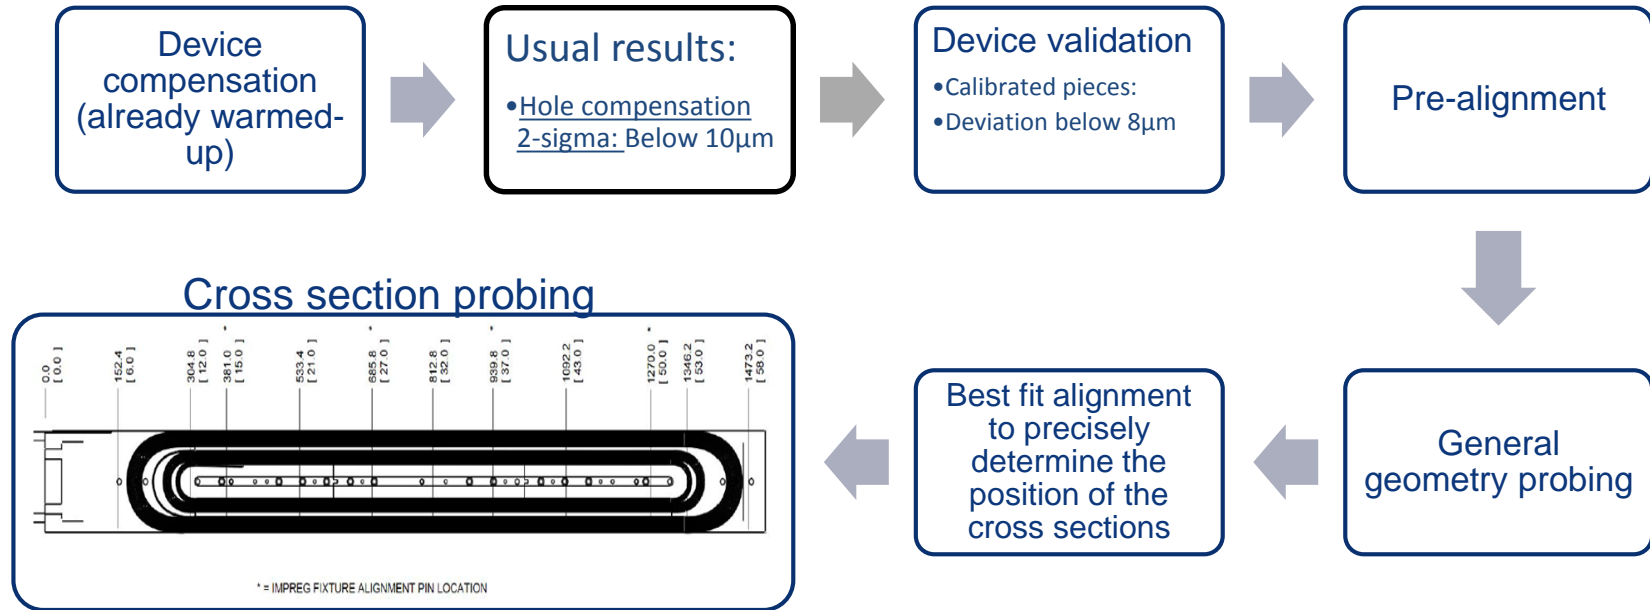 Device
compensation
(already warmed-
up)
Usual results:
•Hole compensation
2-sigma: Below 10µm
Device validation
•Calibrated pieces:
•Deviation below 8µm
Pre-alignment
General
geometry probing
Best fit alignment
to precisely
determine the
position of the
cross sections
Cross section probing
0.0
[ 0.0 ]
152.4
[ 6.0 ]
304.8
[ 12.0 ]
*
381.0
[ 15.0 ]
533.4
[ 21.0 ]
*
685.8
[ 27.0 ]
812.8
[ 32.0 ]
*
939.8
[ 37.0 ]
1092.2
[ 43.0 ]
*
1270.0
[ 50.0 ]
1346.2
[ 53.0 ]
1473.2
[ 58.0 ]
* = IMPREG FIXTURE ALIGNMENT PIN LOCATION